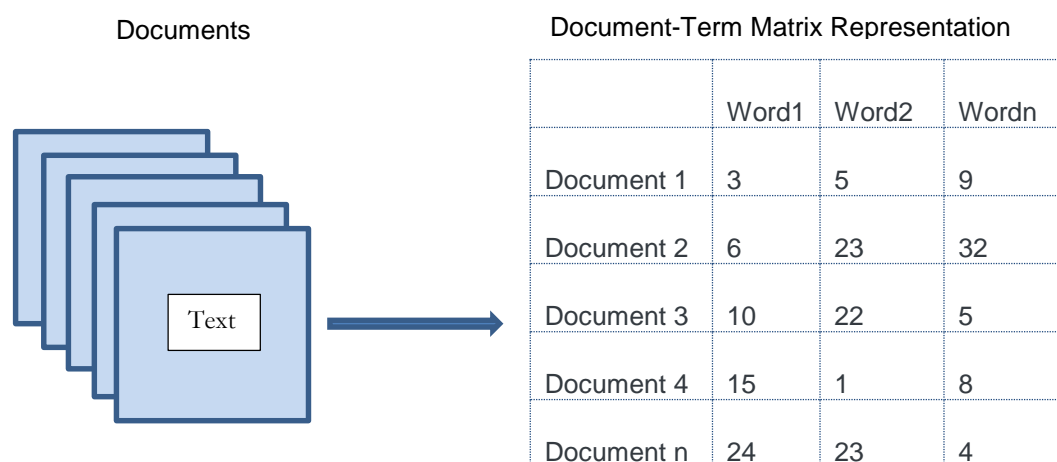 Documents
Document-Term Matrix Representation
Word1 Word2 Wordn
Document 1 3 5 9
Document 2 6 23 32
Text
Document 3 10 22 5
Document 4 15 1 8
Document n 24 23 4